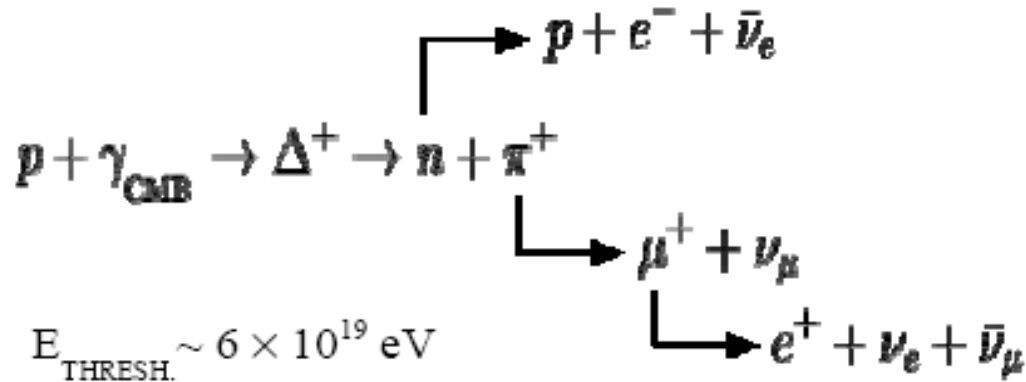 p + e⁻ + ν̄ₑ
p + γ_CMB → Δ⁺ → n + π⁺
μ⁺ + ν_μ
E_THRESH. ~ 6 × 10¹⁹ eV
e⁺ + νₑ + ν̄_μ